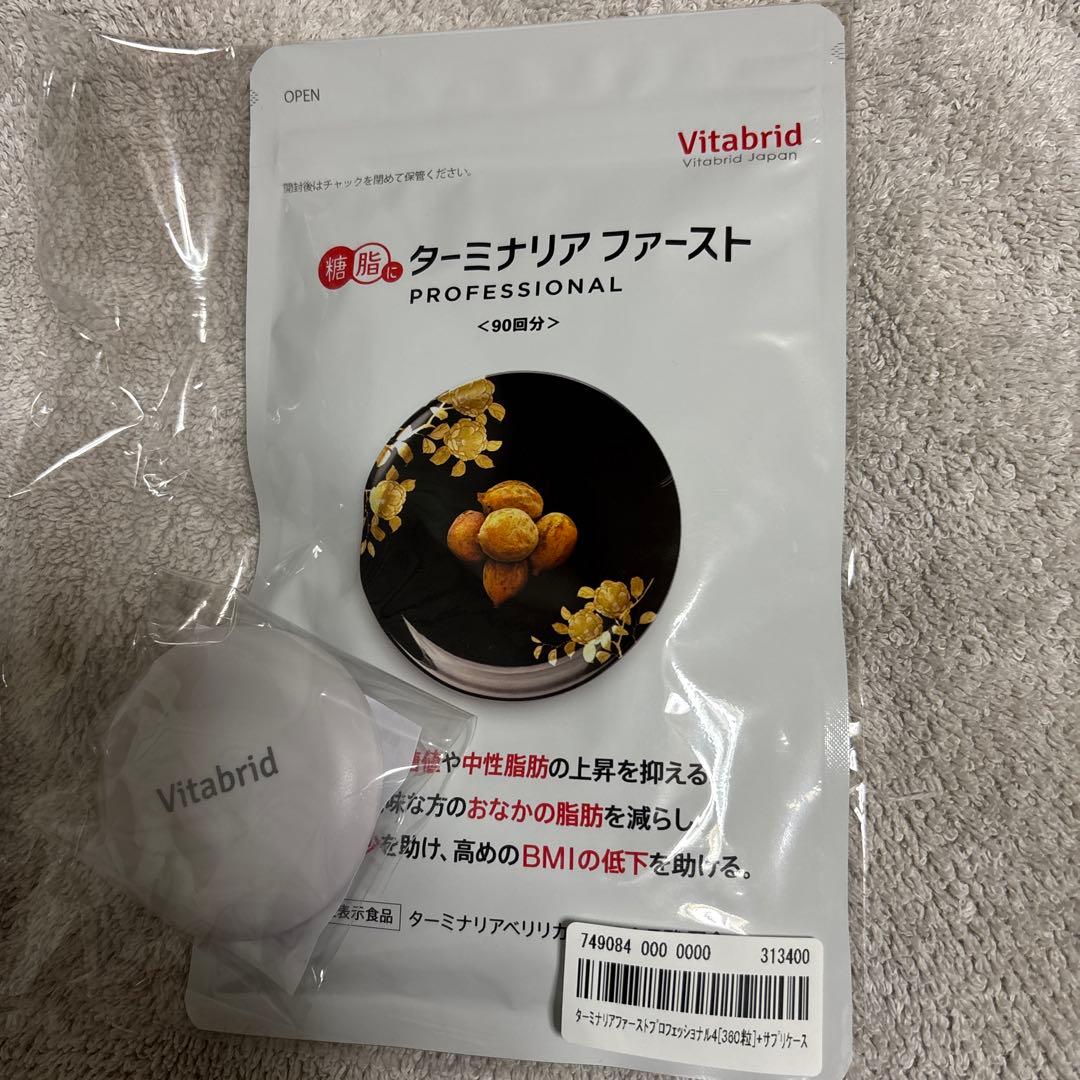 OPEN
Vitabrid
Vitabrid Japan
開封後はチャックを閉めて保管ください。
糖脂に
ターミナリア ファースト
PROFESSIONAL
<90回分>
値や中性脂肪の上昇を抑える
味な方のおなかの脂肪を減らし
を助け、高めのBMIの低下を助ける。
表示食品 ターミナリアベリリカ
Vitabrid
749084 000 0000 313400
ターミナリアファーストプロフェッショナル4[360粒]+サプリケース